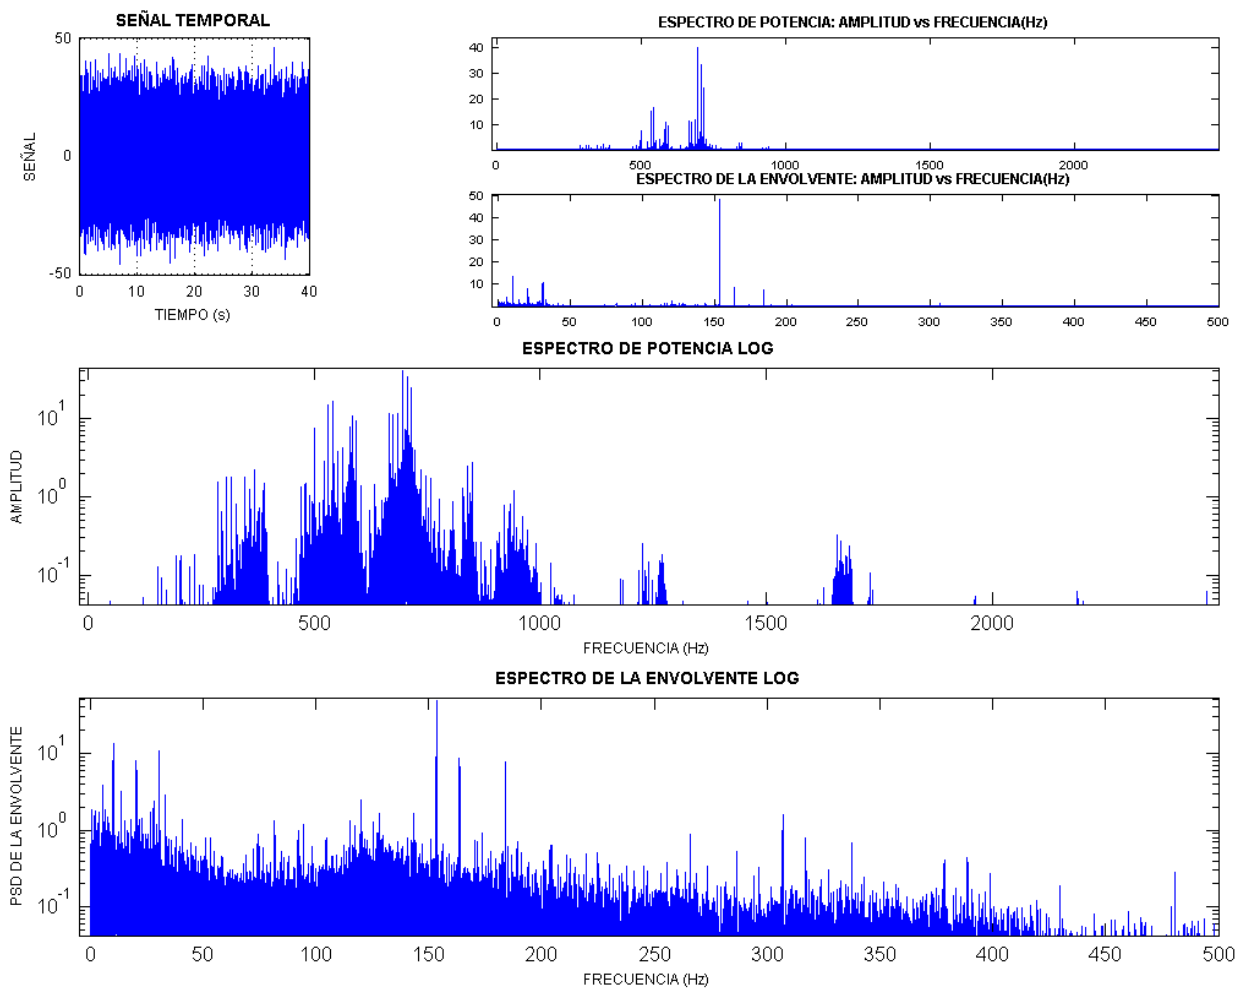 SEÑAL TEMPORAL
50
0
-50
SEÑAL
0 10 20 30 40
TIEMPO (s)
ESPECTRO DE POTENCIA: AMPLITUD vs FRECUENCIA(Hz)
40
30
20
10
0 500 1000 1500 2000
ESPECTRO DE LA ENVOLVENTE: AMPLITUD vs FRECUENCIA(Hz)
50
40
30
20
10
0 50 100 150 200 250 300 350 400 450 500
ESPECTRO DE POTENCIA LOG
10^1
10^0
10^-1
AMPLITUD
0 500 1000 1500 2000
FRECUENCIA (Hz)
ESPECTRO DE LA ENVOLVENTE LOG
10^1
10^0
10^-1
PSD DE LA ENVOLVENTE
0 50 100 150 200 250 300 350 400 450 500
FRECUENCIA (Hz)